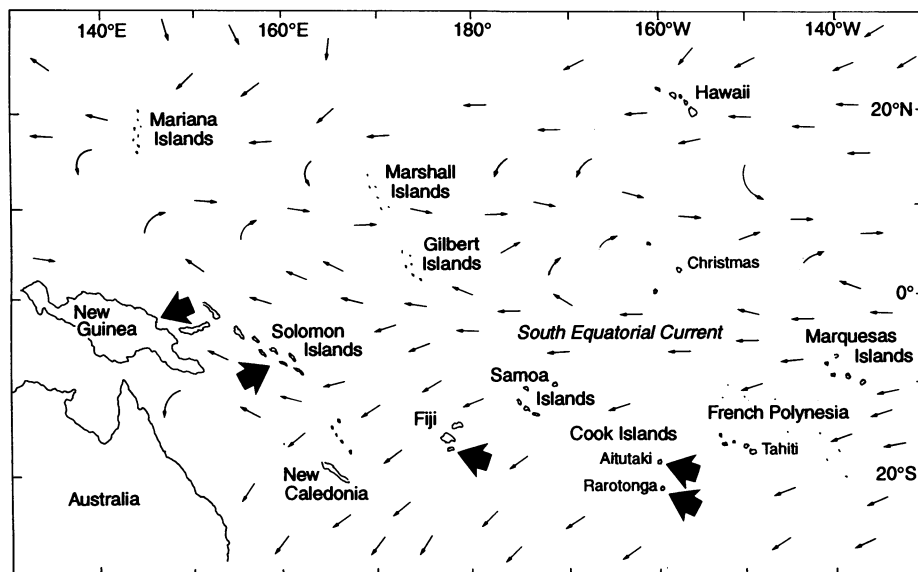 140°E 160°E 180° 160°W 140°W
Hawaii
20°N
Mariana
Islands
Marshall
Islands
Gilbert
Islands
Christmas
0°
New
Guinea
Solomon
Islands
South Equatorial Current
Marquesas
Islands
Samoa
Islands
Fiji
French Polynesia
Cook Islands
Tahiti
Aitutaki
20°S
Rarotonga
New
Caledonia
Australia